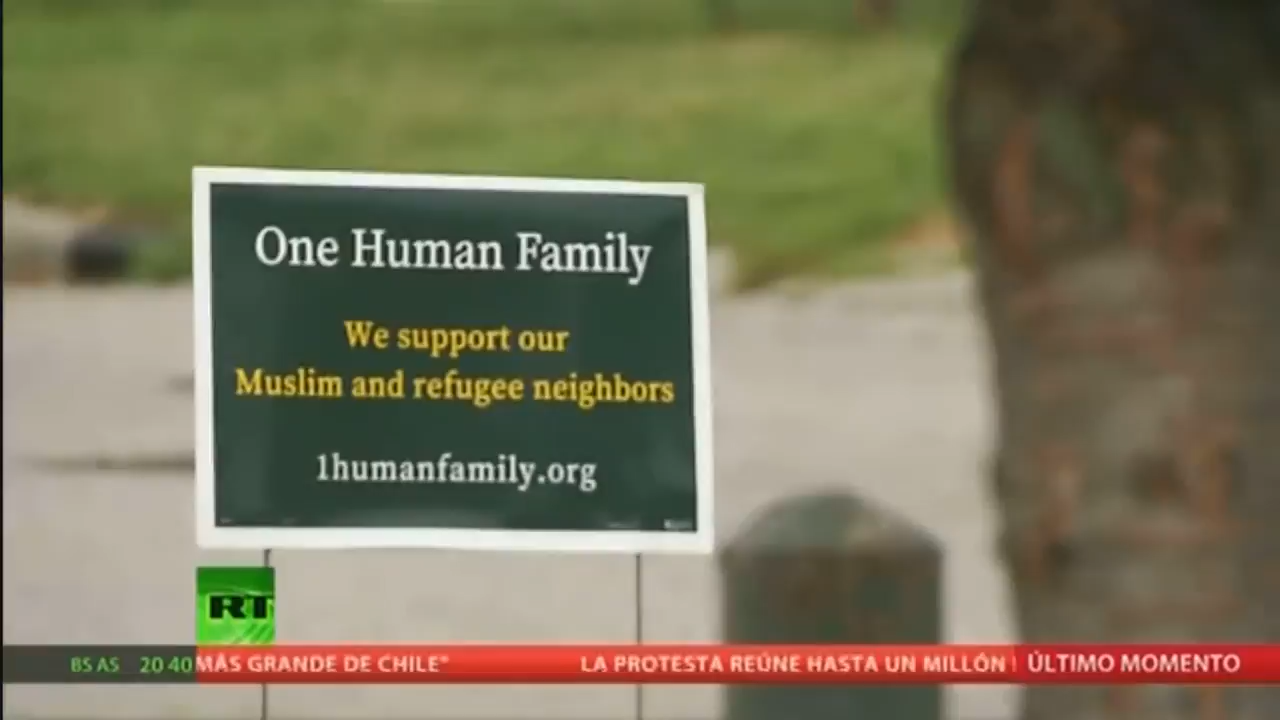 One Human Family
We support our
Muslim and refugee neighbors
1humanfamily.org
RT
BS AS 20 40 MÁS GRANDE DE CHILE" LA PROTESTA REÚNE HASTA UN MILLÓN ÚLTIMO MOMENTO